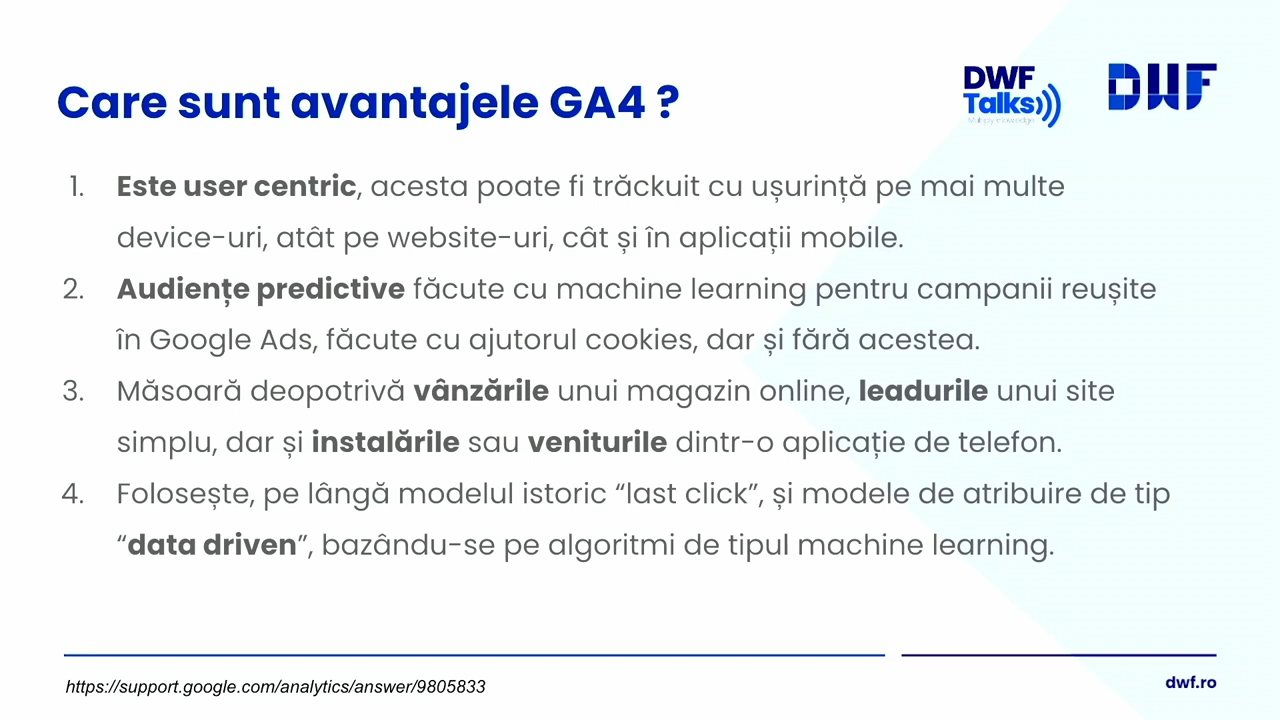 Care sunt avantajele GA4 ?
DWF
Talks
Multiply knowledge
DWF
1. Este user centric, acesta poate fi trăckuit cu ușurință pe mai multe
device-uri, atât pe website-uri, cât și în aplicații mobile.
2. Audiențe predictive făcute cu machine learning pentru campanii reușite
în Google Ads, făcute cu ajutorul cookies, dar și fără acestea.
3. Măsoară deopotrivă vânzările unui magazin online, leadurile unui site
simplu, dar și instalările sau veniturile dintr-o aplicație de telefon.
4. Folosește, pe lângă modelul istoric “last click”, și modele de atribuire de tip
“data driven”, bazându-se pe algoritmi de tipul machine learning.
https://support.google.com/analytics/answer/9805833
dwf.ro